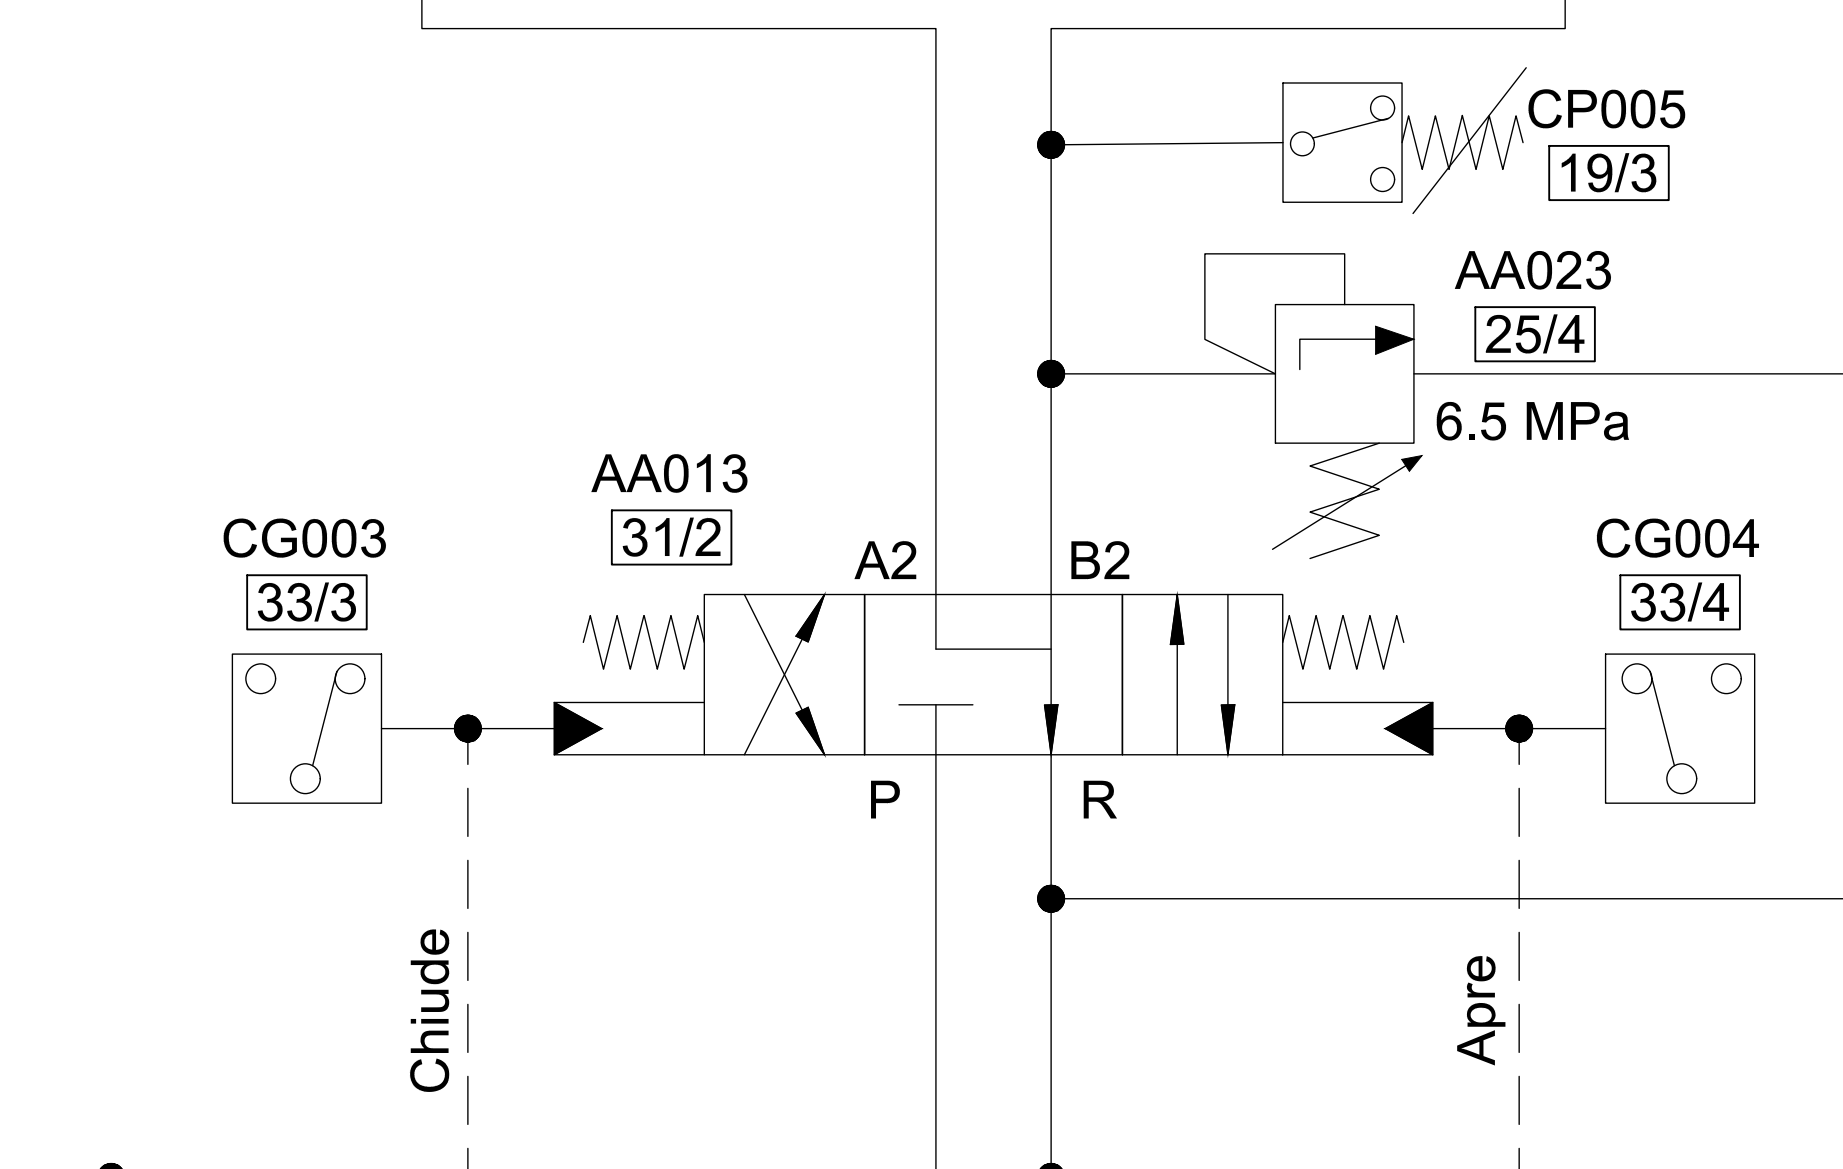 CP005
19/3
AA023
25/4
6.5 MPa
AA013
31/2
CG003
33/3
A2
B2
CG004
33/4
P
R
Chiude
Apre